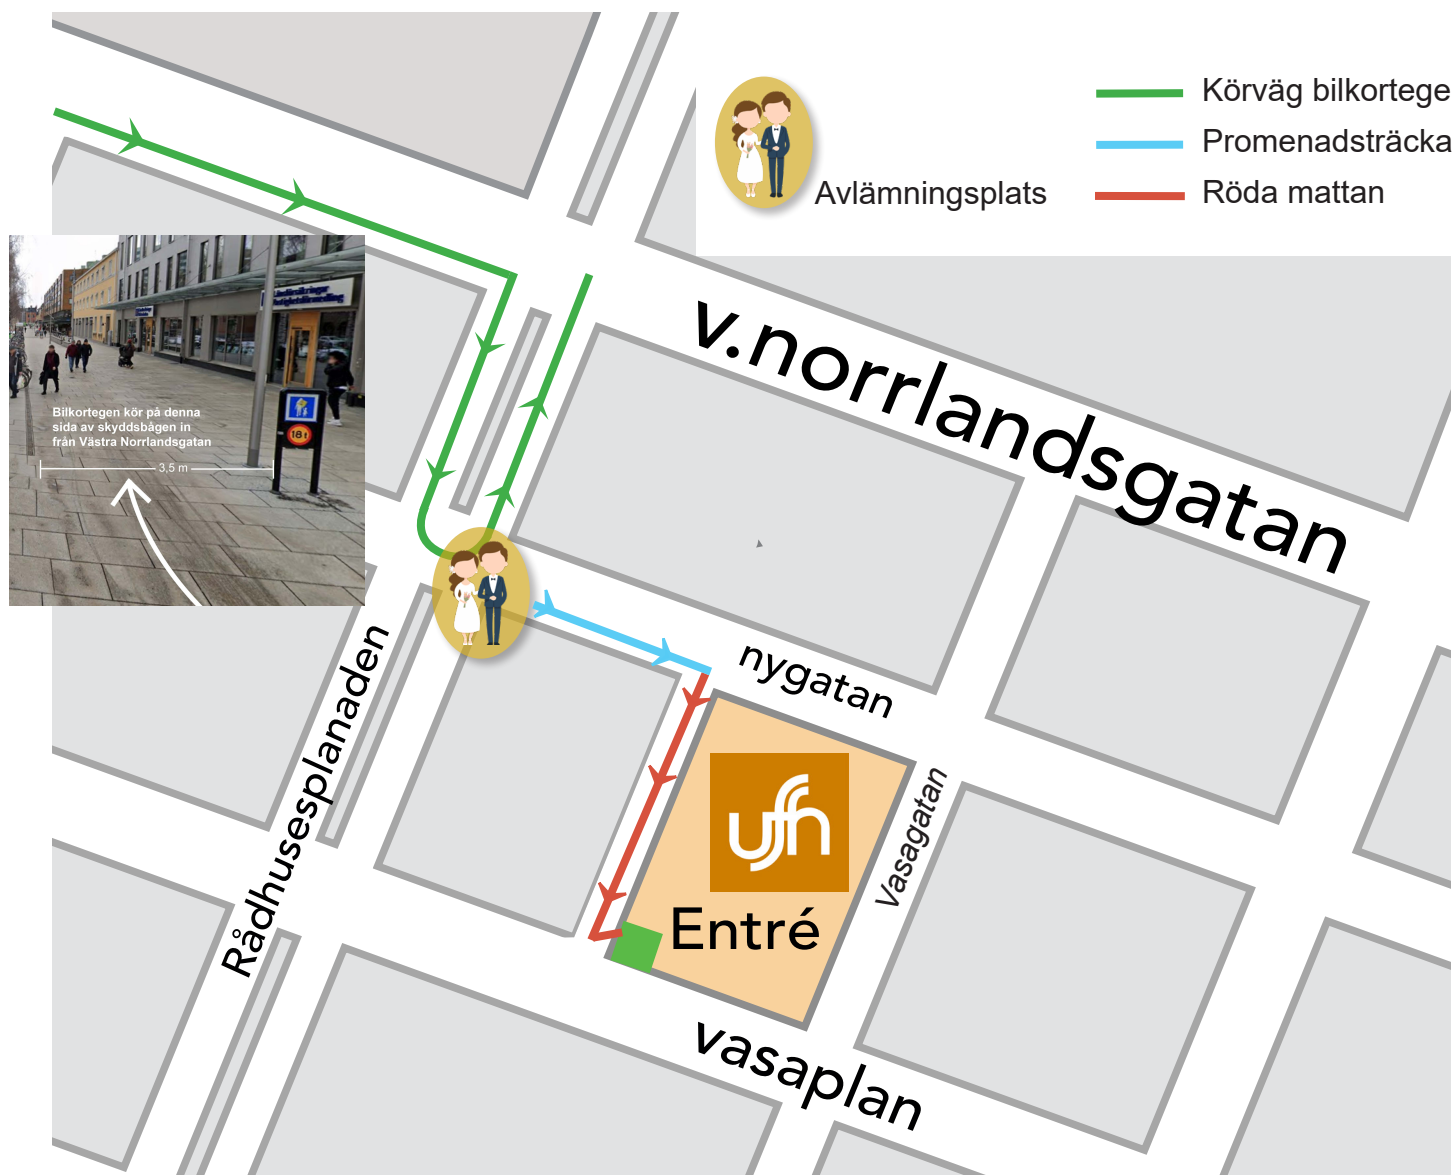 Körväg bilkortege
Promenadsträcka
Röda mattan
Avlämningsplats
Bilkortegen kör på denna
sida av skyddsbågen in
från Västra Norrlandsgatan
3,5 m
18 t
v.norrlandsgatan
nygatan
Rådhusesplanaden
Vasagatan
ufh
Entré
vasaplan